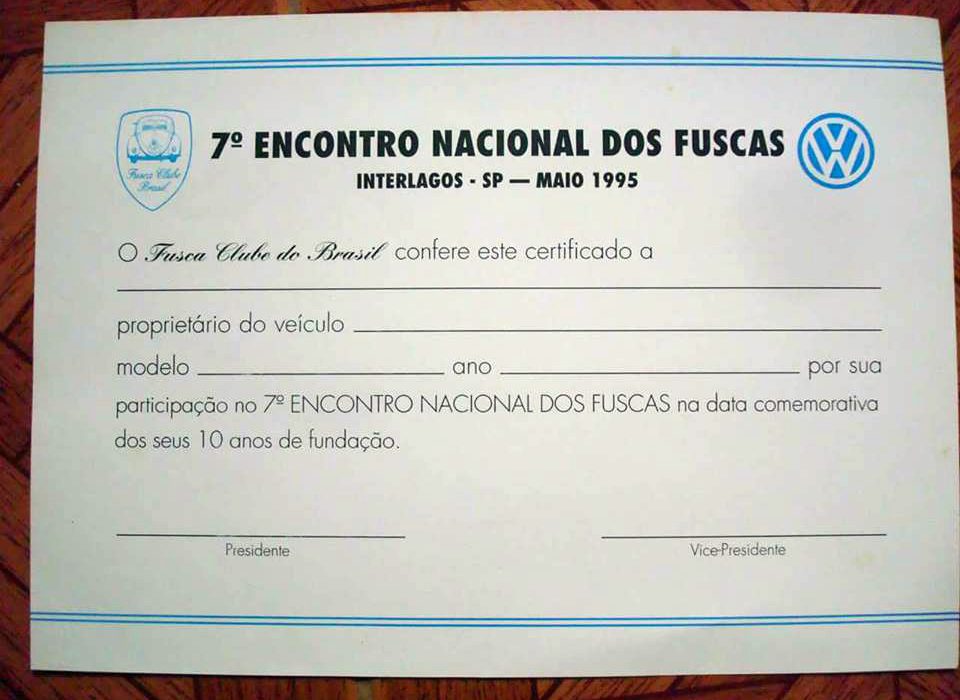 7º ENCONTRO NACIONAL DOS FUSCAS
INTERLAGOS - SP — MAIO 1995
Fusca Clube
Brasil
O Fusca Clube do Brasil confere este certificado a
proprietário do veículo
modelo ano por sua
participação no 7º ENCONTRO NACIONAL DOS FUSCAS na data comemorativa
dos seus 10 anos de fundação.
Presidente Vice-Presidente